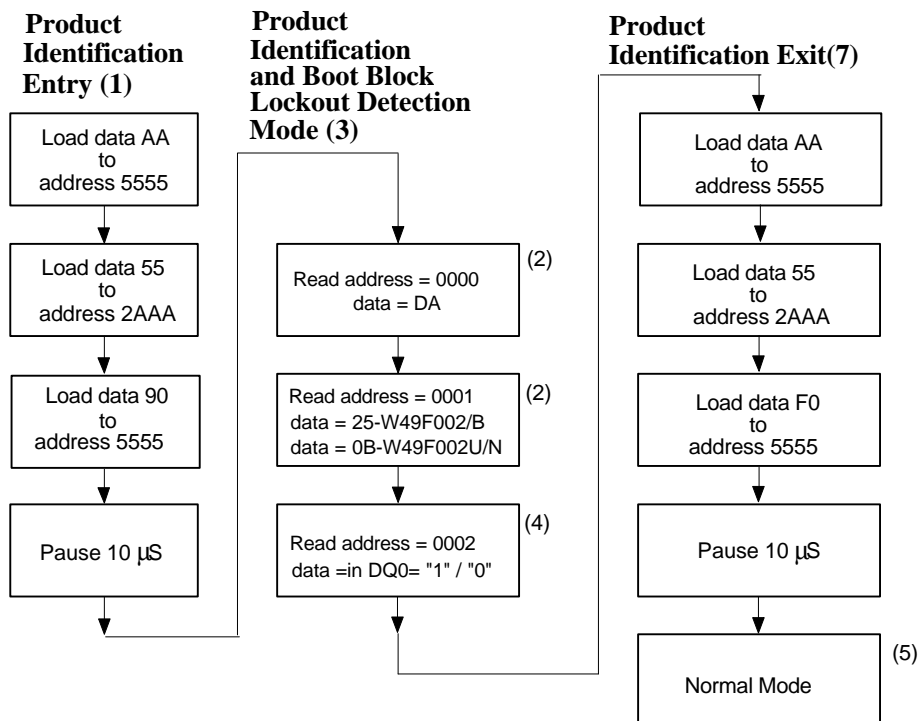 Product
Identification
Entry (1)
Load data AA
to
address 5555
Load data 55
to
address 2AAA
Load data 90
to
address 5555
Pause 10 µS
Product
Identification
and Boot Block
Lockout Detection
Mode (3)
Read address = 0000
data = DA
(2)
Read address = 0001
data = 25-W49F002/B
data = 0B-W49F002U/N
(2)
Read address = 0002
data =in DQ0= "1" / "0"
(4)
Product
Identification Exit(7)
Load data AA
to
address 5555
Load data 55
to
address 2AAA
Load data F0
to
address 5555
Pause 10 µS
Normal Mode
(5)